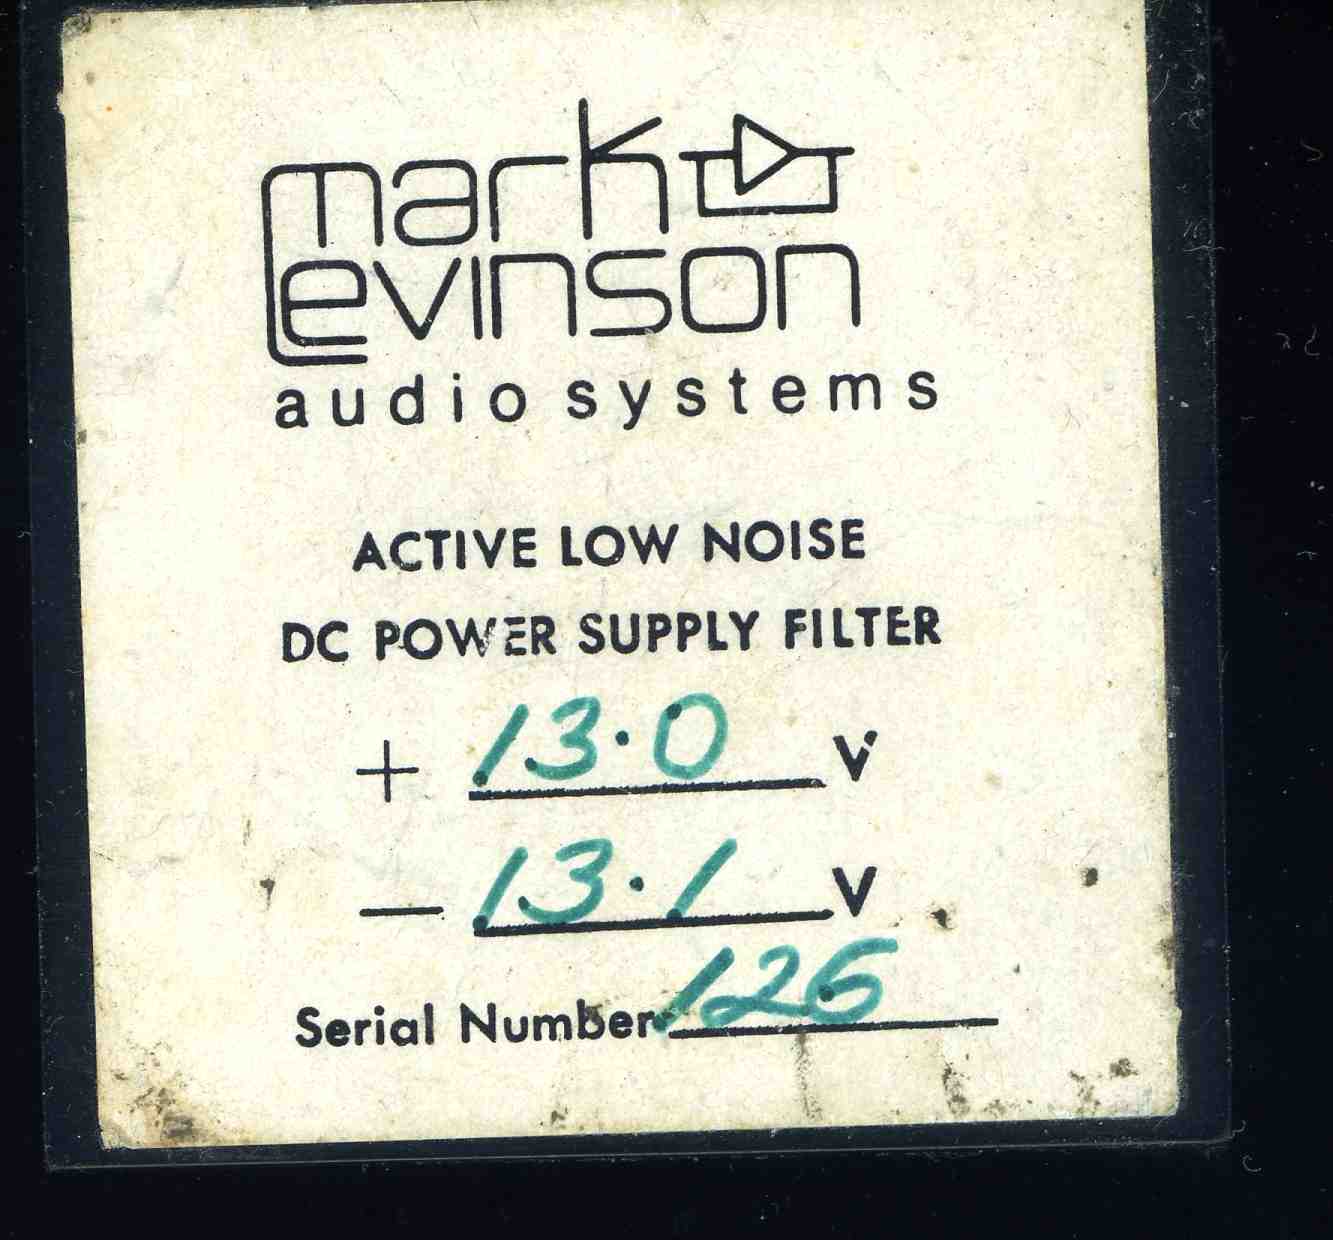 mark
levinson
audio systems
ACTIVE LOW NOISE
DC POWER SUPPLY FILTER
+ 13.0 V
- 13.1 V
Serial Number 126